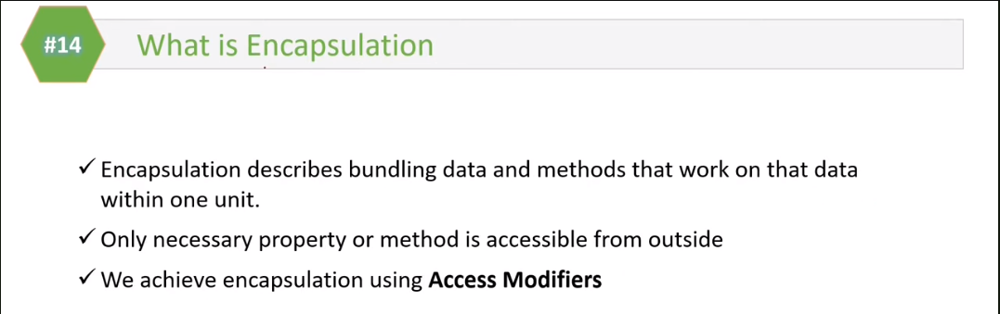 #14
What is Encapsulation
✓ Encapsulation describes bundling data and methods that work on that data
within one unit.
✓ Only necessary property or method is accessible from outside
✓ We achieve encapsulation using Access Modifiers